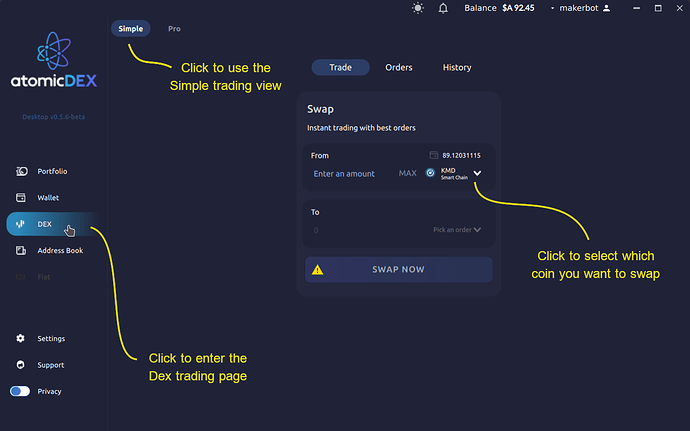 Balance $A 92.45 makerbot
Simple Pro
Click to use the
Simple trading view
Trade Orders History
atomicDEX
Desktop v0.5.6-beta
Swap
Instant trading with best orders
From 89.12031115
Enter an amount MAX KMD
Smart Chain
Portfolio
Wallet
DEX
Address Book
Fiat
To
0 Pick an order
SWAP NOW
Click to select which
coin you want to swap
Click to enter the
Dex trading page
Settings
Support
Privacy